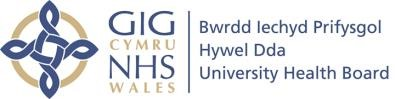 GIG
CYMRU
NHS
WALES
Bwrdd Iechyd Prifysgol
Hywel Dda
University Health Board